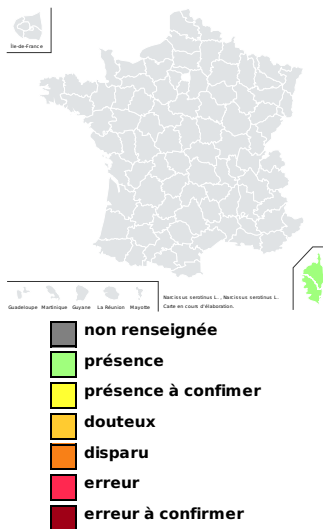 Île-de-France
Narcissus serotinus L. , Narcissus serotinus L.
Guadeloupe Martinique Guyane La Réunion Mayotte Carte en cours d'élaboration.
non renseignée
présence
présence à confimer
douteux
disparu
erreur
erreur à confirmer